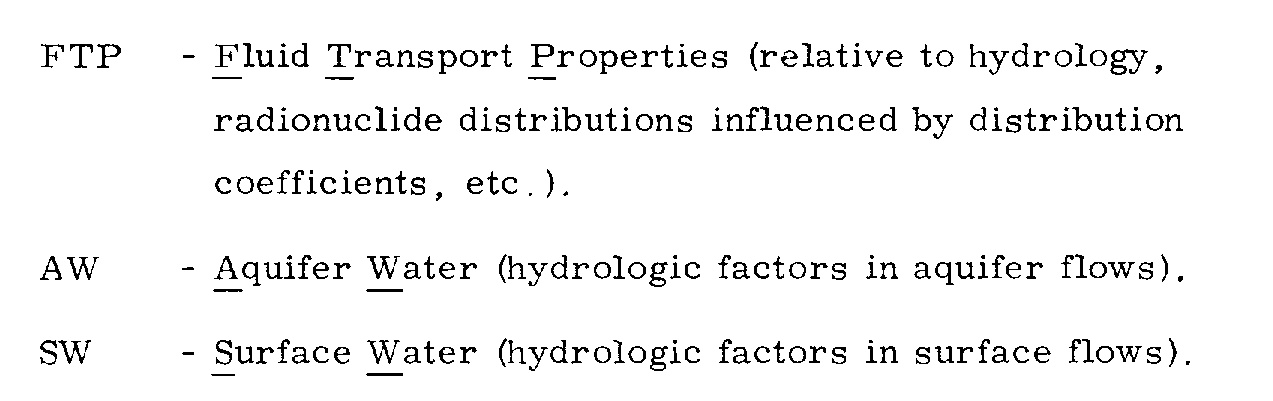 FTP - Fluid Transport Properties (relative to hydrology,
radionuclide distributions influenced by distribution
coefficients, etc.).
AW - Aquifer Water (hydrologic factors in aquifer flows).
SW - Surface Water (hydrologic factors in surface flows).